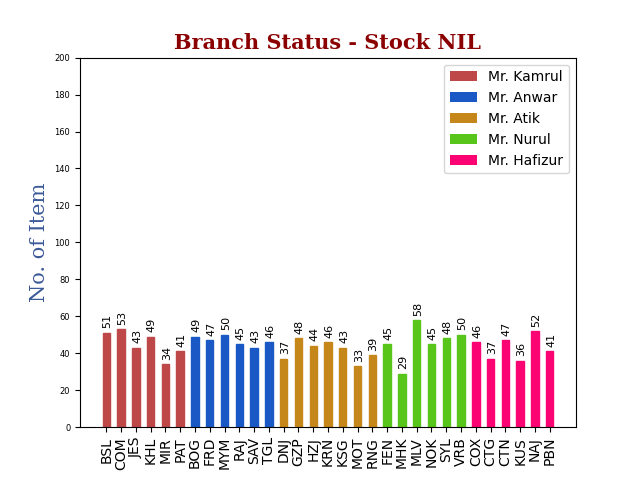 Branch Status - Stock NIL
No. of Item
200
180
160
140
120
100
80
60
40
20
0
Mr. Kamrul
Mr. Anwar
Mr. Atik
Mr. Nurul
Mr. Hafizur
51
53
43
49
34
41
49
47
50
45
43
46
37
48
44
46
43
33
39
45
29
58
45
48
50
46
37
47
36
52
41
BSL
COM
JES
KHL
MIR
PAT
BOG
FRD
MYM
RAJ
SAV
TGL
DNJ
GZP
HZJ
KRN
KSG
MOT
RNG
FEN
MHK
MLV
NOK
SYL
VRB
COX
CTG
CTN
KUS
NAJ
PBN